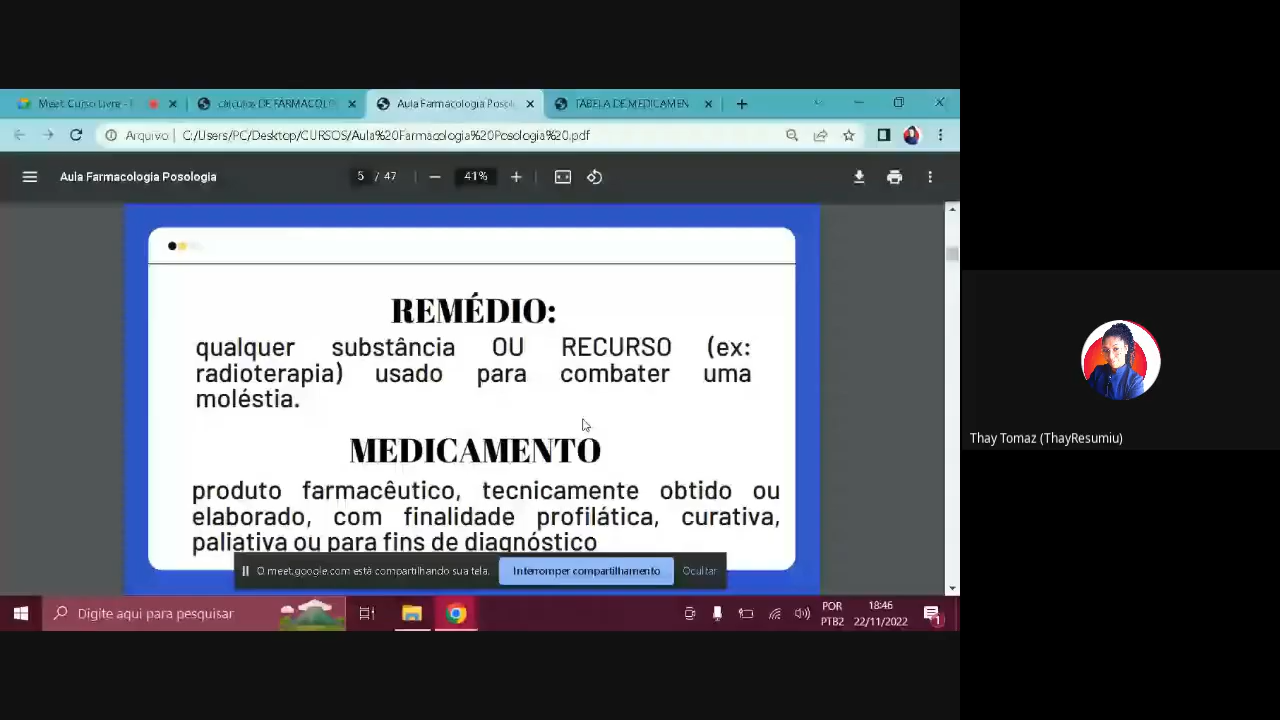 Meet: Curso Livre -
Aula Farmacologia Posol
TABELA DE MEDICAMEN
Arquivo
C:/Users/PC/Desktop/CURSOS/Aula%20Farmacologia%20Posologia%20.pdf
Aula Farmacologia Posologia
5 / 47
41%
REMÉDIO:
qualquer substância OU RECURSO (ex:
radioterapia) usado para combater uma
moléstia.
MEDICAMENTO
produto farmacêutico, tecnicamente obtido ou
elaborado, com finalidade profilática, curativa,
paliativa ou para fins de diagnóstico
O meet.google.com está compartilhando sua tela.
Interromper compartilhamento
Ocultar
Thay Tomaz (ThayResumiu)
Digite aqui para pesquisar
POR
PTB2
18:46
22/11/2022
1